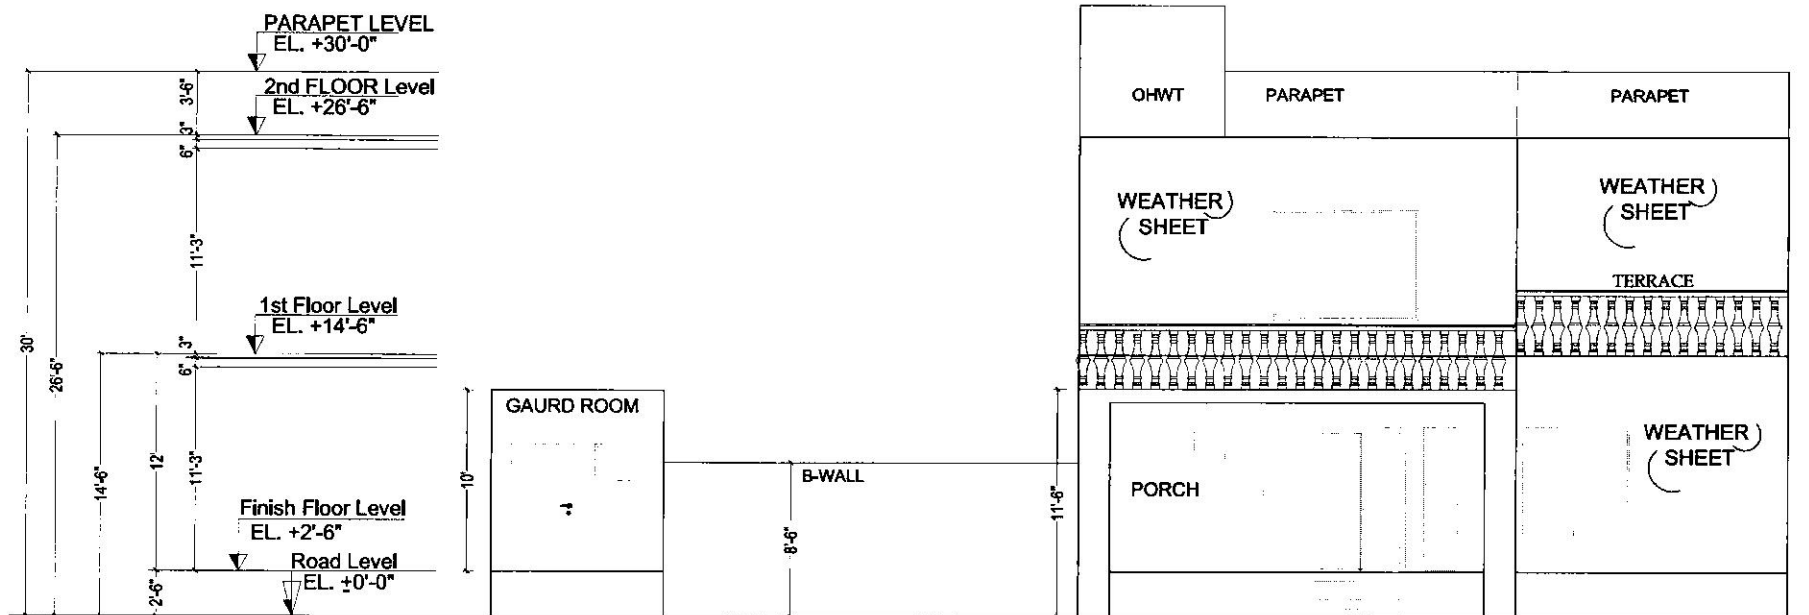 PARAPET LEVEL
EL. +30'-0"
2nd FLOOR Level
EL. +26'-6"
3'-6"
3"
6"
11'-3"
1st Floor Level
EL. +14'-6"
3"
6"
30'
26'-6"
14'-6"
12'
11'-3"
Finish Floor Level
EL. +2'-6"
Road Level
EL. ±0'-0"
2'-6"
GAURD ROOM
10'
B-WALL
8'-6"
11'-6"
OHWT
PARAPET
PARAPET
WEATHER
SHEET
WEATHER
SHEET
TERRACE
WEATHER
SHEET
PORCH